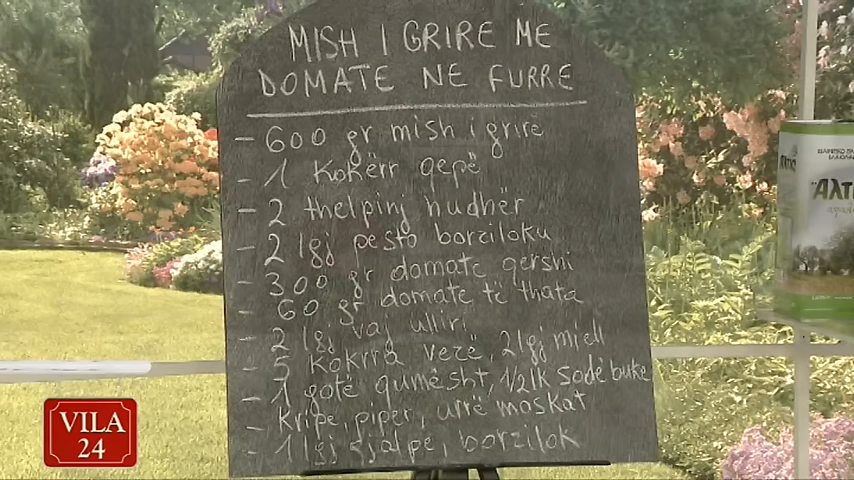 MISH I GRIRE ME
DOMATE NE FURRE
- 600 gr mish i grirë
- 1 kokërr qepë
- 2 thelpinj hudhër
- 2 lgj pesto borziloku
- 300 gr domate qershi
- 60 gr domate të thata
- 2 lgj vaj ulliri
- 5 kokrra vezë, 2 lgj miell
- 1 gotë qumësht, 1/2 lk sodë buke
- kripe, piper, arrë moskat
- 1 lgj gjalpë, borzilok
VILA
24